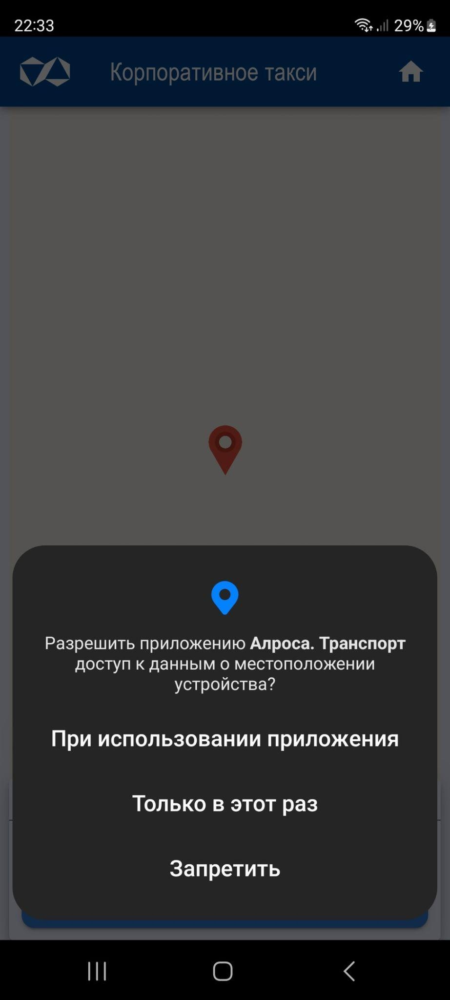 22:33
29%
Корпоративное такси
Разрешить приложению Алроса. Транспорт
доступ к данным о местоположении
устройства?
При использовании приложения
Только в этот раз
Запретить